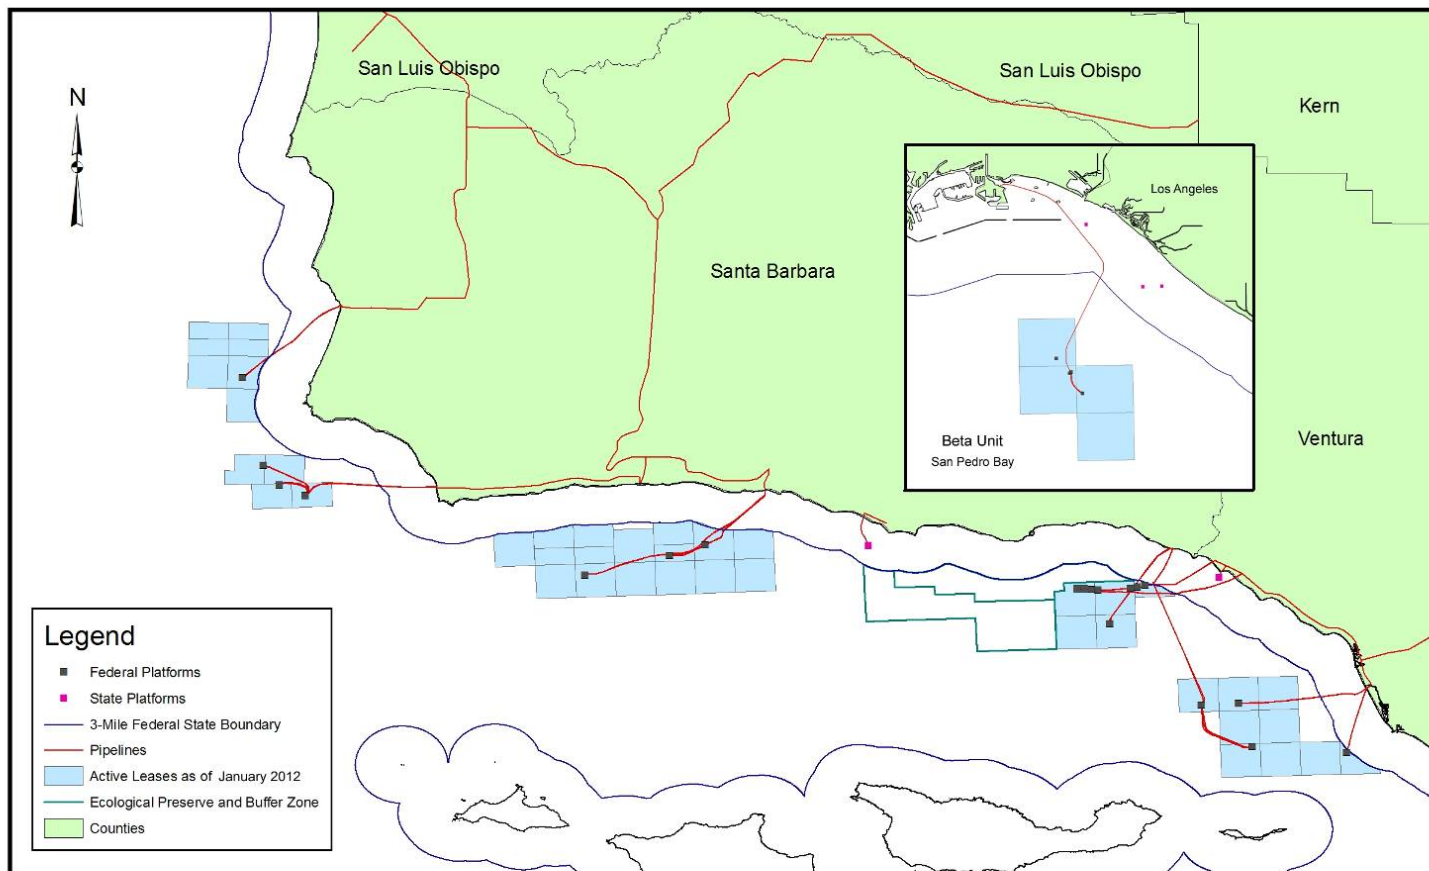 San Luis Obispo
San Luis Obispo
N
Kern
Los Angeles
Santa Barbara
Ventura
Beta Unit
San Pedro Bay
Legend
Federal Platforms
State Platforms
3-Mile Federal State Boundary
Pipelines
Active Leases as of January 2012
Ecological Preserve and Buffer Zone
Counties